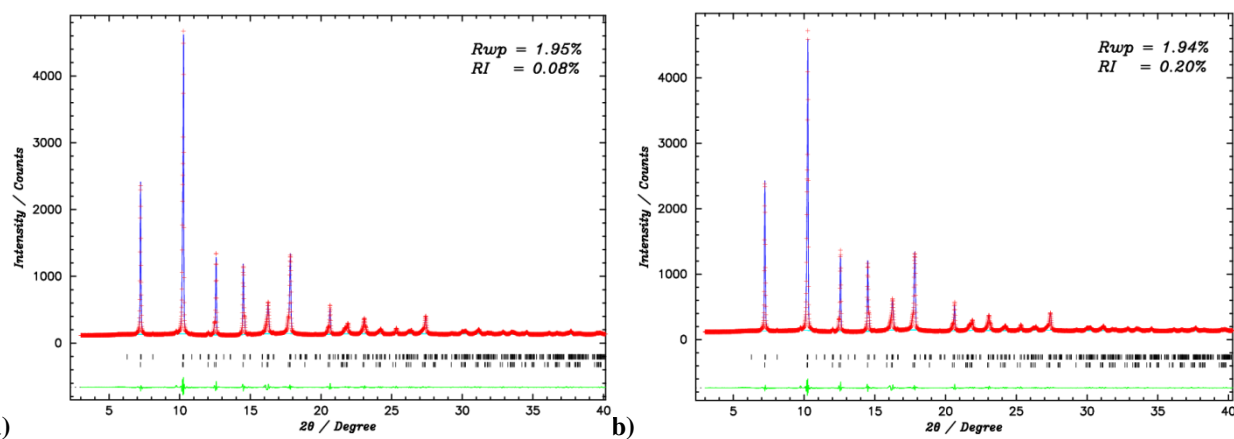 Rwp = 1.95%
RI = 0.08%
Intensity / Counts
4000
3000
2000
1000
0
5 10 15 20 25 30 35 40
2θ / Degree
)
Rwp = 1.94%
RI = 0.20%
Intensity / Counts
4000
3000
2000
1000
0
5 10 15 20 25 30 35 40
2θ / Degree
b)